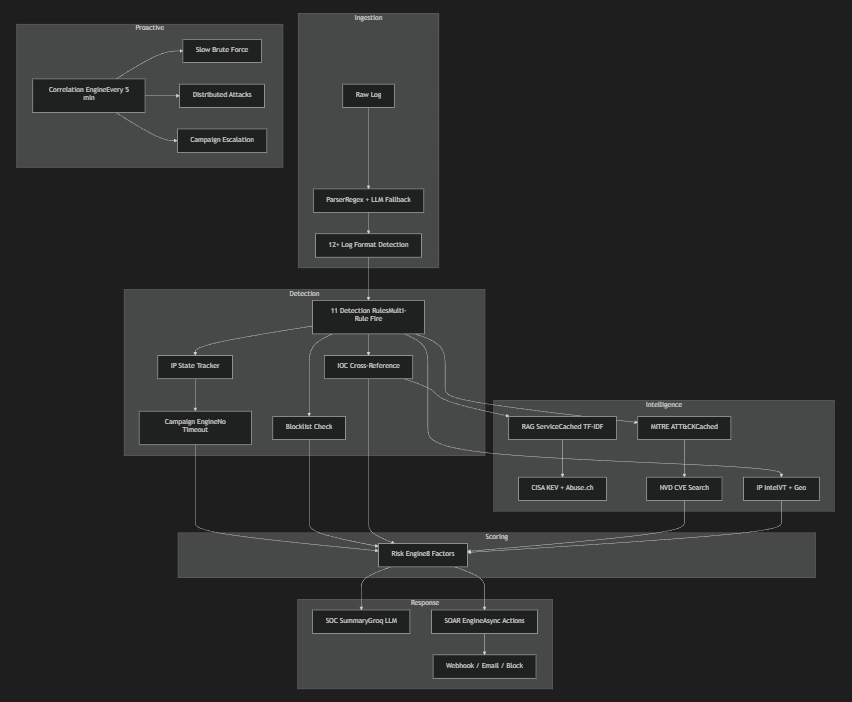 Proactive
Slow Brute Force
Correlation EngineEvery 5
min
Distributed Attacks
Campaign Escalation
Ingestion
Raw Log
ParserRegex + LLM Fallback
12+ Log Format Detection
Detection
11 Detection RulesMulti-
Rule Fire
IP State Tracker
IOC Cross-Reference
Campaign EngineNo
Timeout
Blocklist Check
Intelligence
RAG ServiceCached TF-IDF
MITRE ATT&CKCached
CISA KEV + Abuse.ch
NVD CVE Search
IP IntelVT + Geo
Scoring
Risk Engine8 Factors
Response
SOC SummaryGroq LLM
SOAR EngineAsync Actions
Webhook / Email / Block